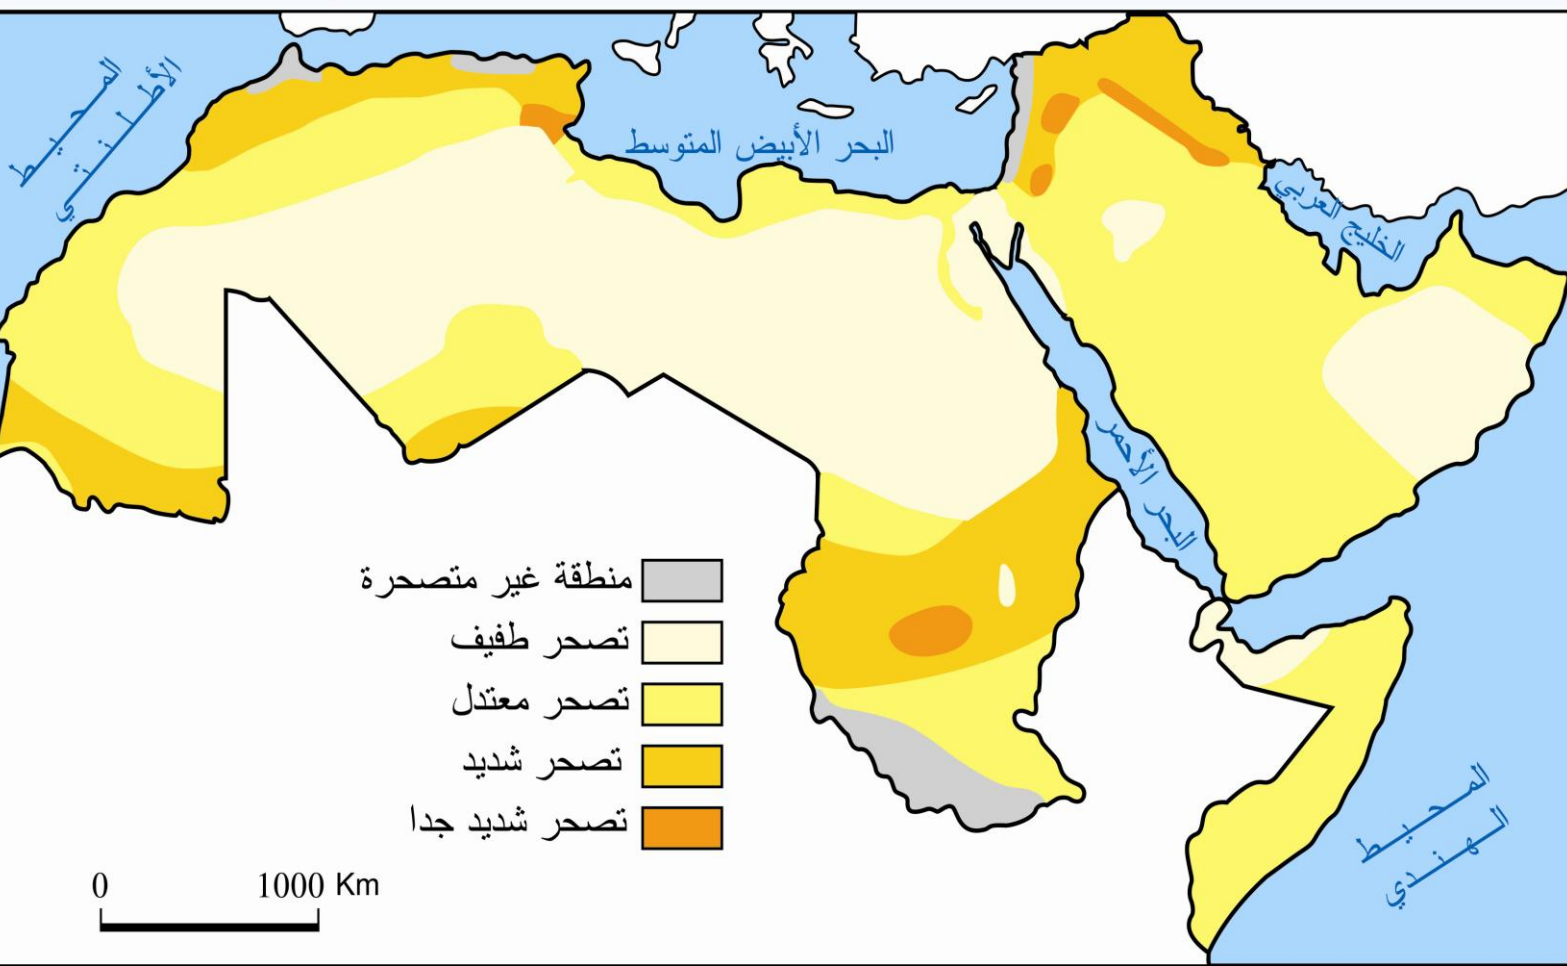 المحيط
الأطلنتي
البحر الأبيض المتوسط
الخليج العربي
البحر الأحمر
منطقة غير متصحرة
تصحر طفيف
تصحر معتدل
تصحر شديد
تصحر شديد جدا
المحيط
الهندي
0 1000 Km